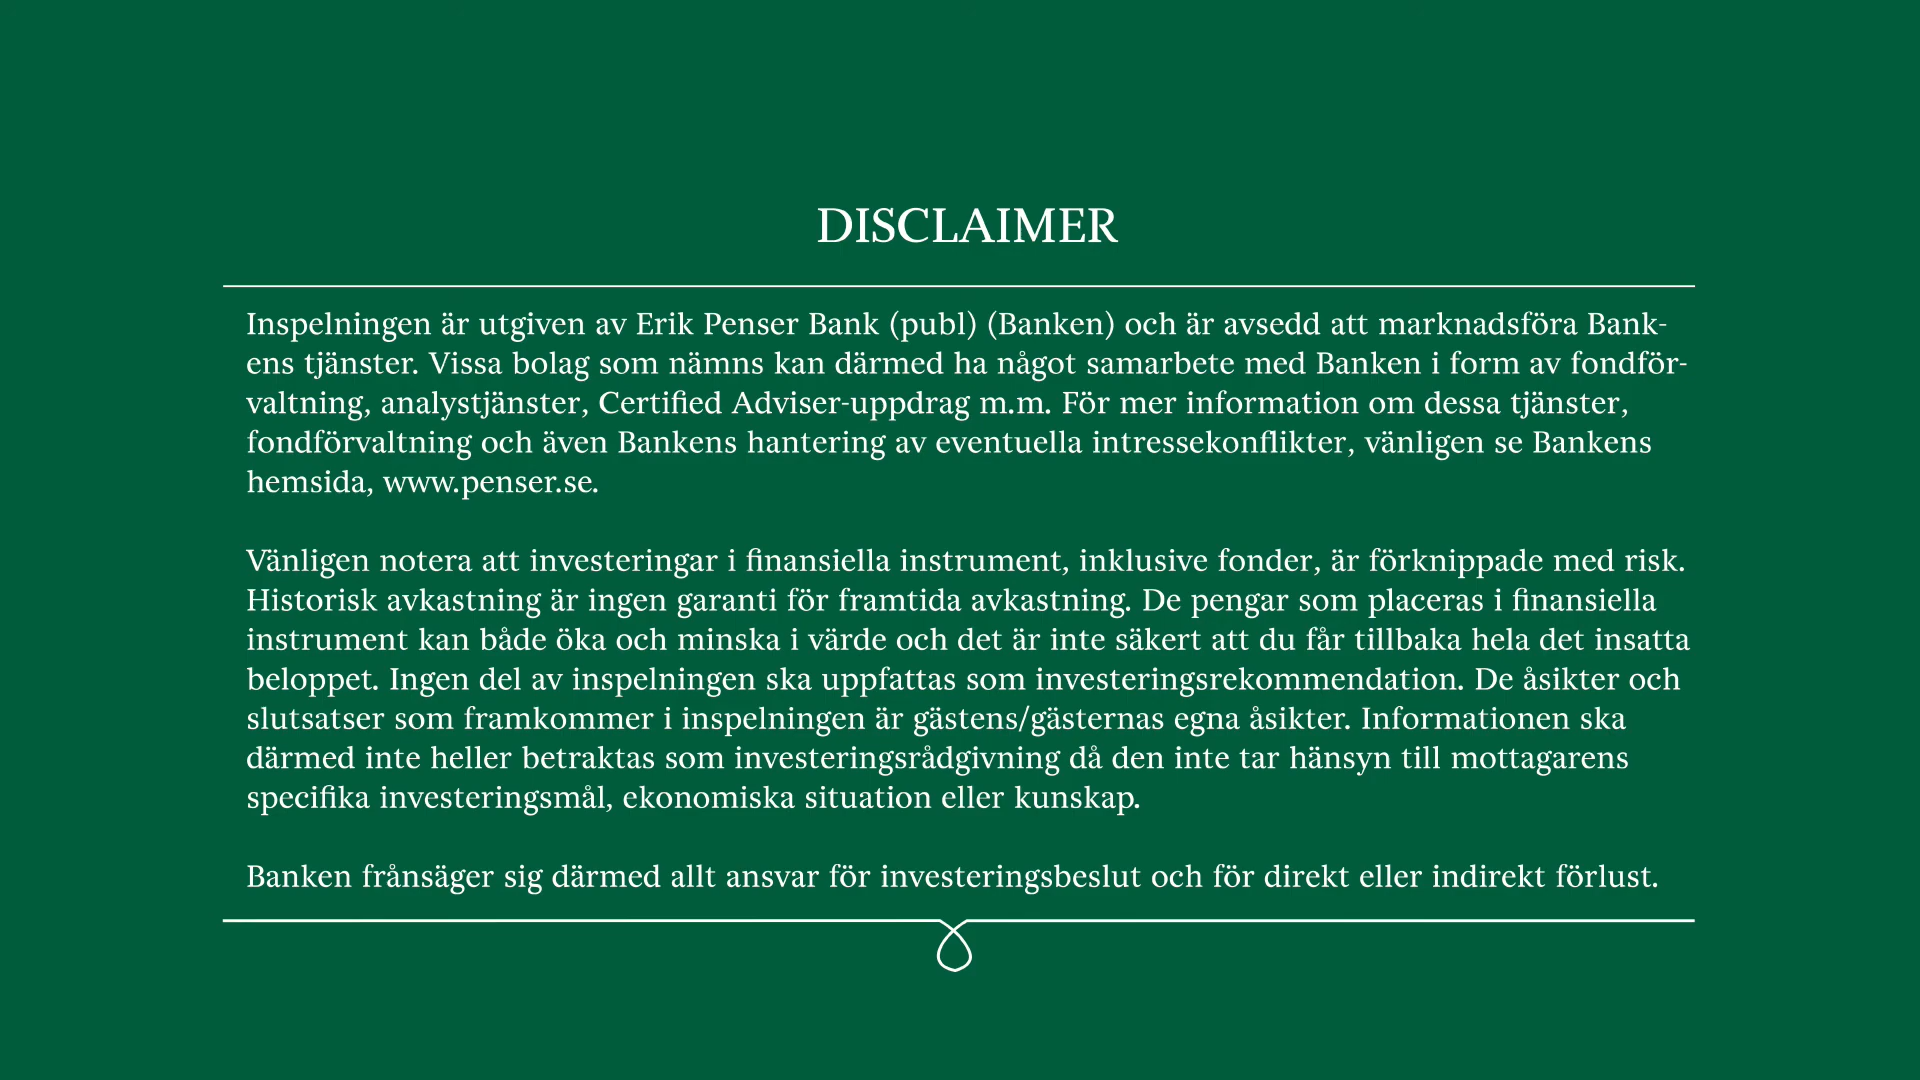 DISCLAIMER
Inspelningen är utgiven av Erik Penser Bank (publ) (Banken) och är avsedd att marknadsföra Bank-
ens tjänster. Vissa bolag som nämns kan därmed ha något samarbete med Banken i form av fondför-
valtning, analystjänster, Certified Adviser-uppdrag m.m. För mer information om dessa tjänster,
fondförvaltning och även Bankens hantering av eventuella intressekonflikter, vänligen se Bankens
hemsida, www.penser.se.
Vänligen notera att investeringar i finansiella instrument, inklusive fonder, är förknippade med risk.
Historisk avkastning är ingen garanti för framtida avkastning. De pengar som placeras i finansiella
instrument kan både öka och minska i värde och det är inte säkert att du får tillbaka hela det insatta
beloppet. Ingen del av inspelningen ska uppfattas som investeringsrekommendation. De åsikter och
slutsatser som framkommer i inspelningen är gästens/gästernas egna åsikter. Informationen ska
därmed inte heller betraktas som investeringsrådgivning då den inte tar hänsyn till mottagarens
specifika investeringsmål, ekonomiska situation eller kunskap.
Banken frånsäger sig därmed allt ansvar för investeringsbeslut och för direkt eller indirekt förlust.